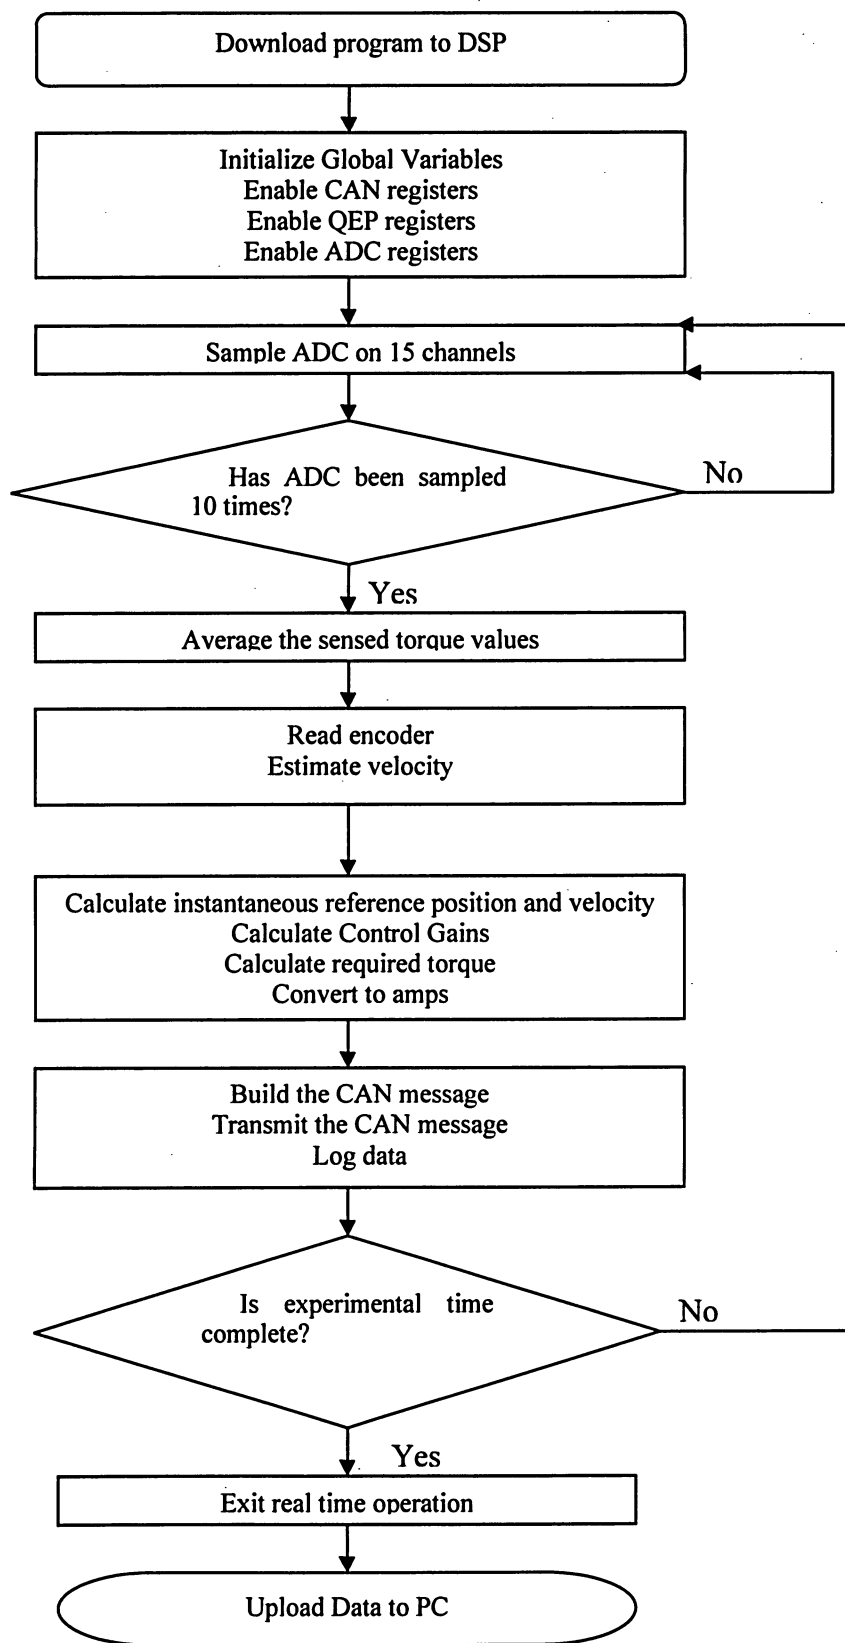 Download program to DSP
Initialize Global Variables
Enable CAN registers
Enable QEP registers
Enable ADC registers
Sample ADC on 15 channels
Has ADC been sampled
10 times?
No
Yes
Average the sensed torque values
Read encoder
Estimate velocity
Calculate instantaneous reference position and velocity
Calculate Control Gains
Calculate required torque
Convert to amps
Build the CAN message
Transmit the CAN message
Log data
Is experimental time
complete?
No
Yes
Exit real time operation
Upload Data to PC